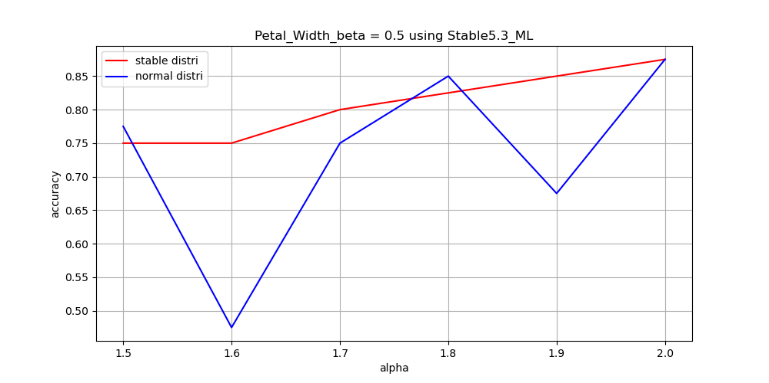 Petal_Width_beta = 0.5 using Stable5.3_ML
stable distri
normal distri
accuracy
0.85
0.80
0.75
0.70
0.65
0.60
0.55
0.50
1.5 1.6 1.7 1.8 1.9 2.0
alpha